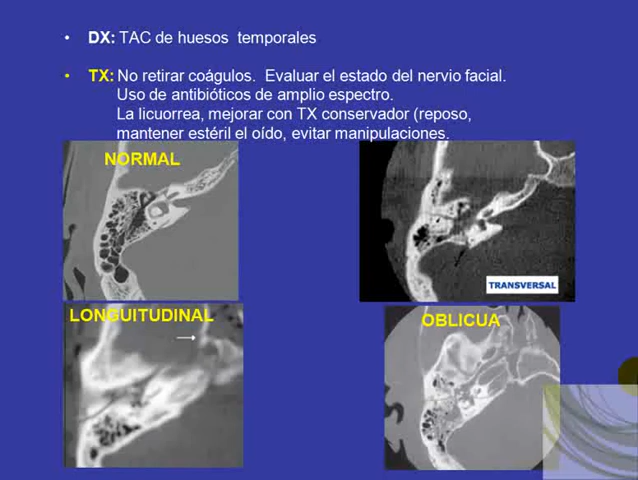 • DX: TAC de huesos temporales
• TX: No retirar coágulos. Evaluar el estado del nervio facial.
Uso de antibióticos de amplio espectro.
La licuorrea, mejorar con TX conservador (reposo,
mantener estéril el oído, evitar manipulaciones.
NORMAL
TRANSVERSAL
LONGUITUDINAL
OBLICUA